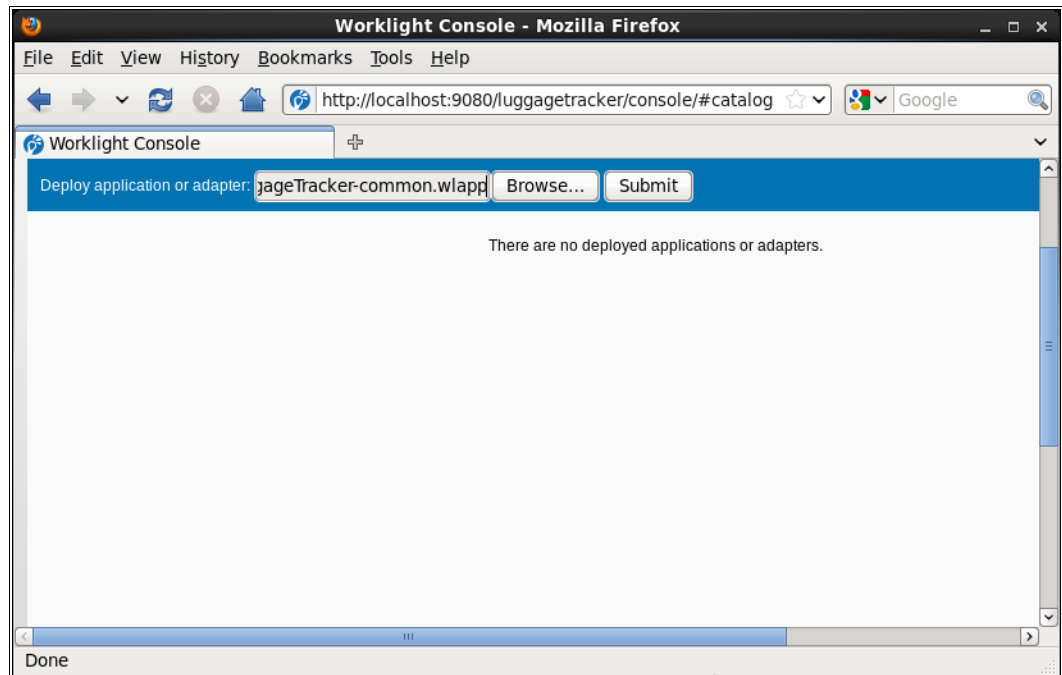 Worklight Console - Mozilla Firefox
File Edit View History Bookmarks Tools Help
http://localhost:9080/luggagetracker/console/#catalog Google
Worklight Console
Deploy application or adapter: gageTracker-common.wlapp Browse... Submit
There are no deployed applications or adapters.
Done